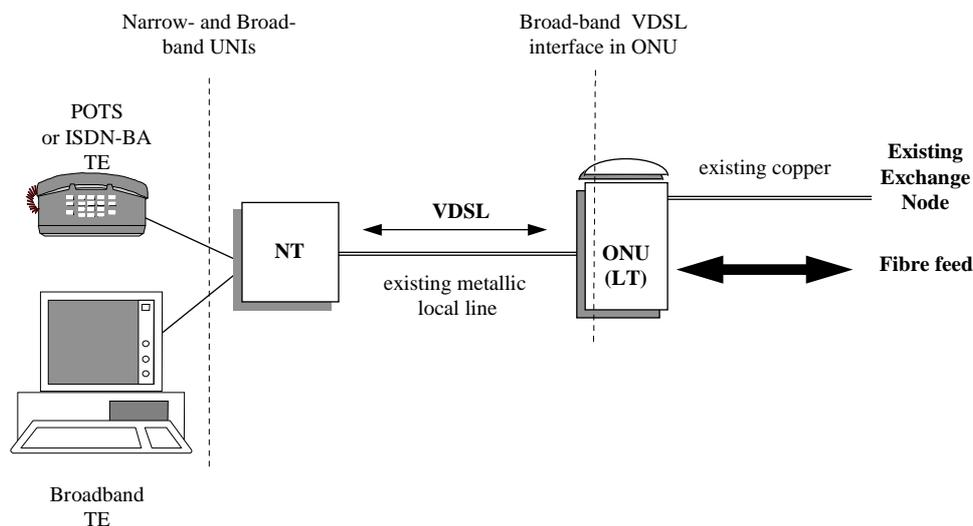 Narrow- and Broad-
band UNIs
Broad-band VDSL
interface in ONU
POTS
or ISDN-BA
TE
existing copper
Existing
Exchange
Node
VDSL
NT
ONU
(LT)
Fibre feed
existing metallic
local line
Broadband
TE